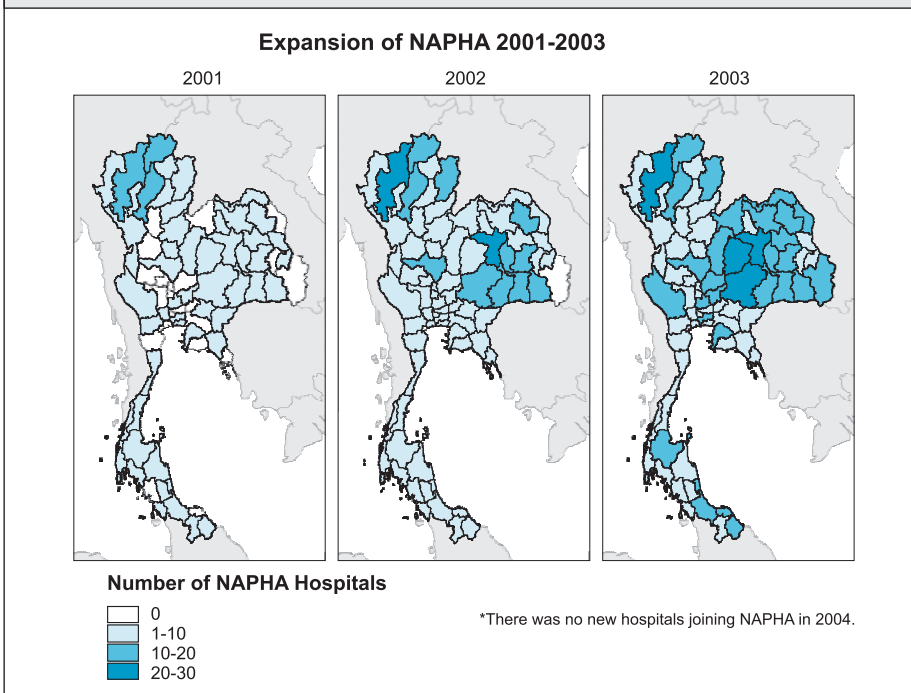 Expansion of NAPHA 2001-2003
2001
2002
2003
Number of NAPHA Hospitals
0
1-10
10-20
20-30
*There was no new hospitals joining NAPHA in 2004.